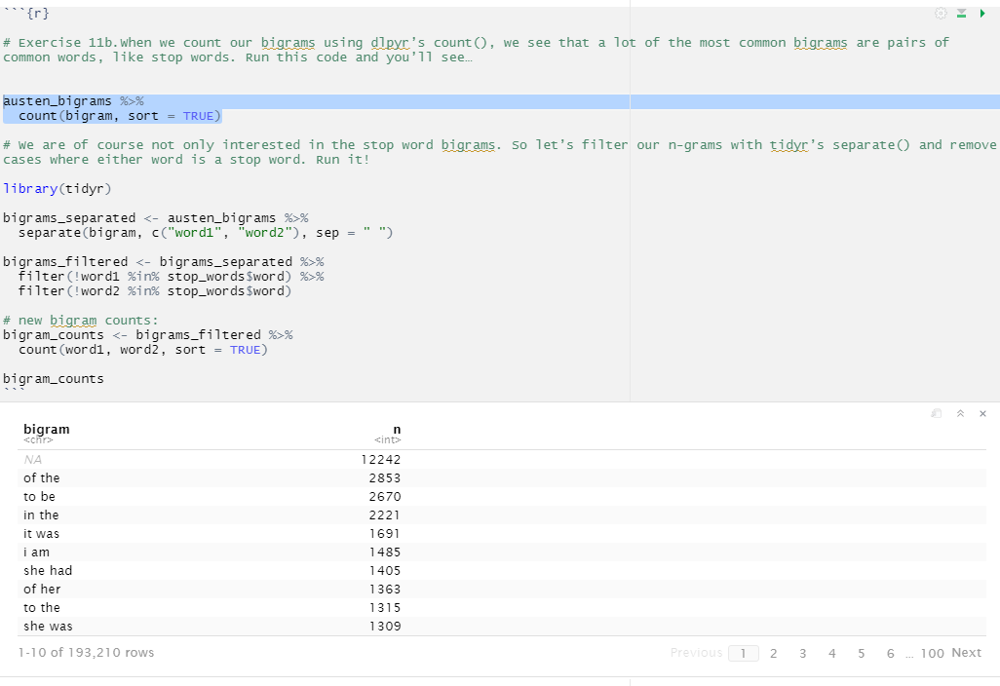 ```{r}
# Exercise 11b.When we count our bigrams using dlpyr’s count(), we see that a lot of the most common bigrams are pairs of
common words, like stop words. Run this code and you’ll see…
austen_bigrams %>%
  count(bigram, sort = TRUE)
# We are of course not only interested in the stop word bigrams. So let’s filter our n-grams with tidyr’s separate() and remove
cases where either word is a stop word. Run it!
library(tidyr)
bigrams_separated <- austen_bigrams %>%
  separate(bigram, c("word1", "word2"), sep = " ")
bigrams_filtered <- bigrams_separated %>%
  filter(!word1 %in% stop_words$word) %>%
  filter(!word2 %in% stop_words$word)
# new bigram counts:
bigram_counts <- bigrams_filtered %>%
  count(word1, word2, sort = TRUE)
bigram_counts
```
bigram n
<chr> <int>
NA 12242
of the 2853
to be 2670
in the 2221
it was 1691
i am 1485
she had 1405
of her 1363
to the 1315
she was 1309
1-10 of 193,210 rows Previous 1 2 3 4 5 6 ... 100 Next